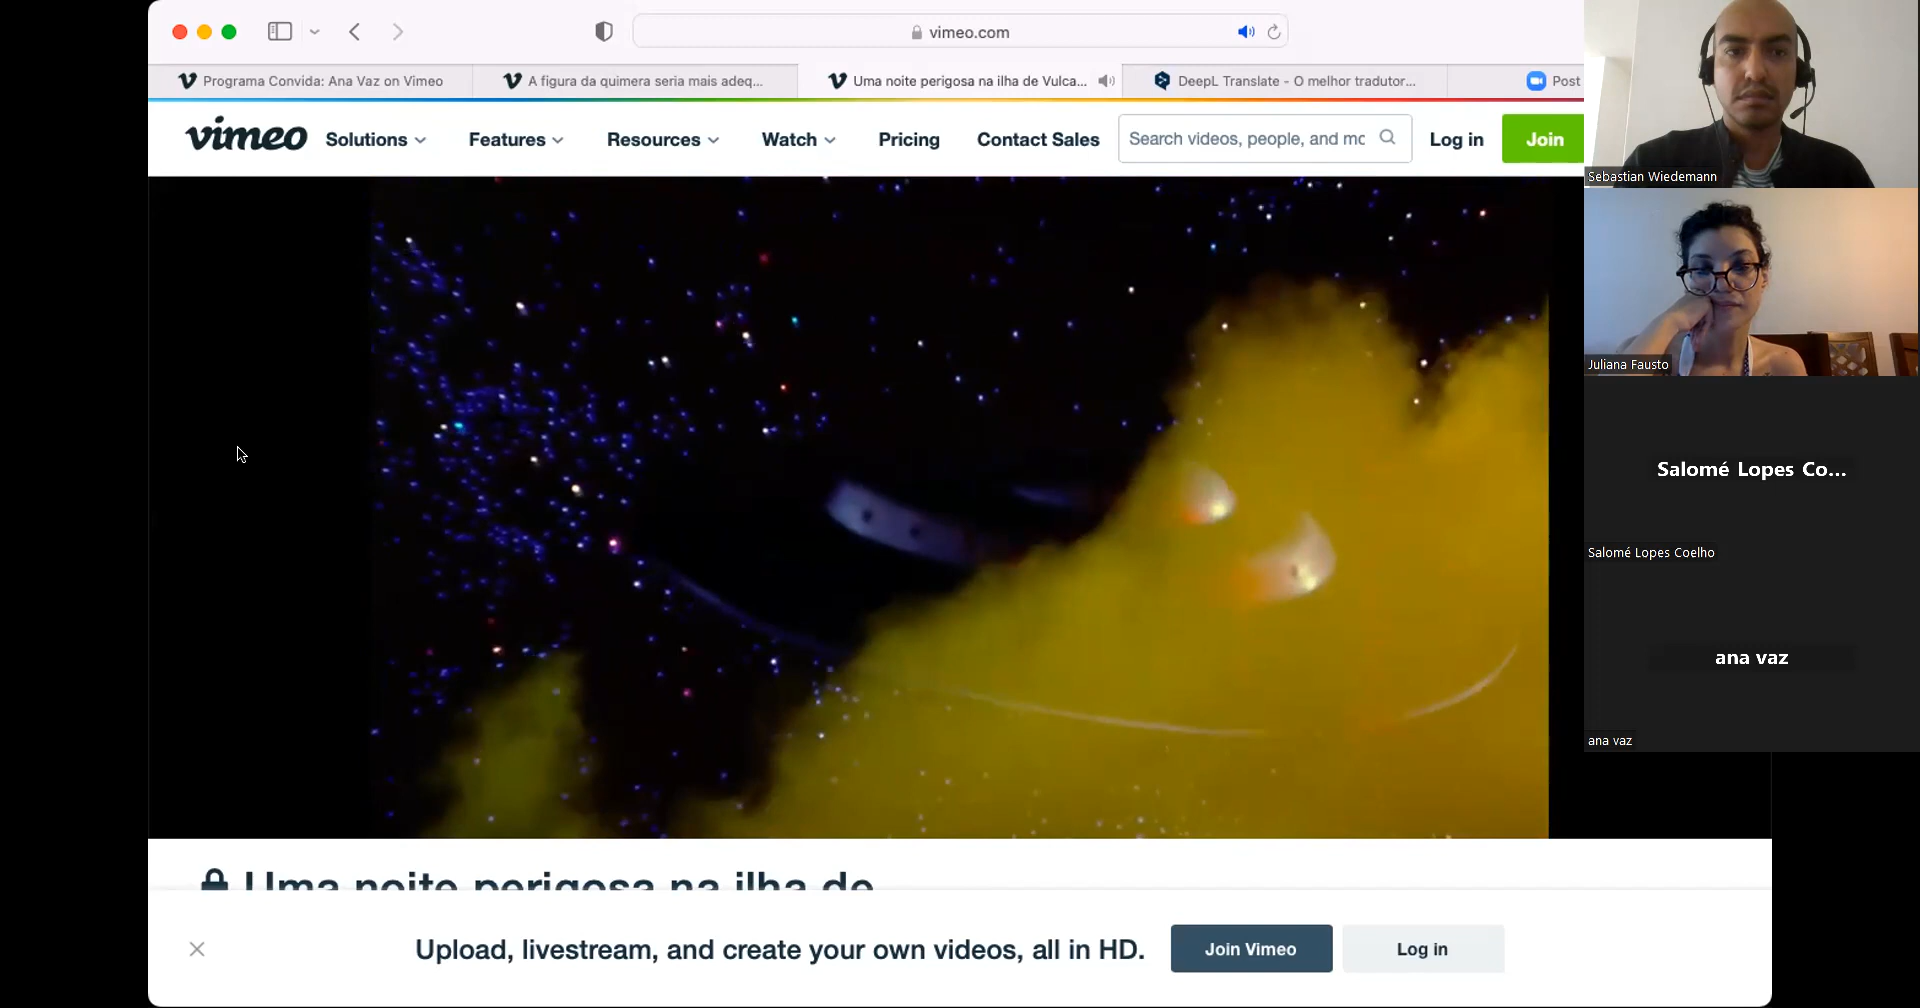 vimeo.com
Programa Convida: Ana Vaz on Vimeo
A figura da quimera seria mais adeq...
Uma noite perigosa na ilha de Vulca...
DeepL Translate - O melhor tradutor...
Post
vimeo
Solutions
Features
Resources
Watch
Pricing
Contact Sales
Search videos, people, and mo
Log in
Join
Sebastian Wiedemann
Juliana Fausto
Salomé Lopes Co...
Salomé Lopes Coelho
ana vaz
ana vaz
Uma noite perigosa na ilha de
Upload, livestream, and create your own videos, all in HD.
Join Vimeo
Log in